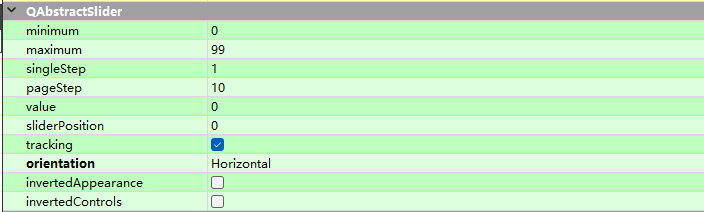 QAbstractSlider
minimum 0
maximum 99
singleStep 1
pageStep 10
value 0
sliderPosition 0
tracking
orientation Horizontal
invertedAppearance
invertedControls